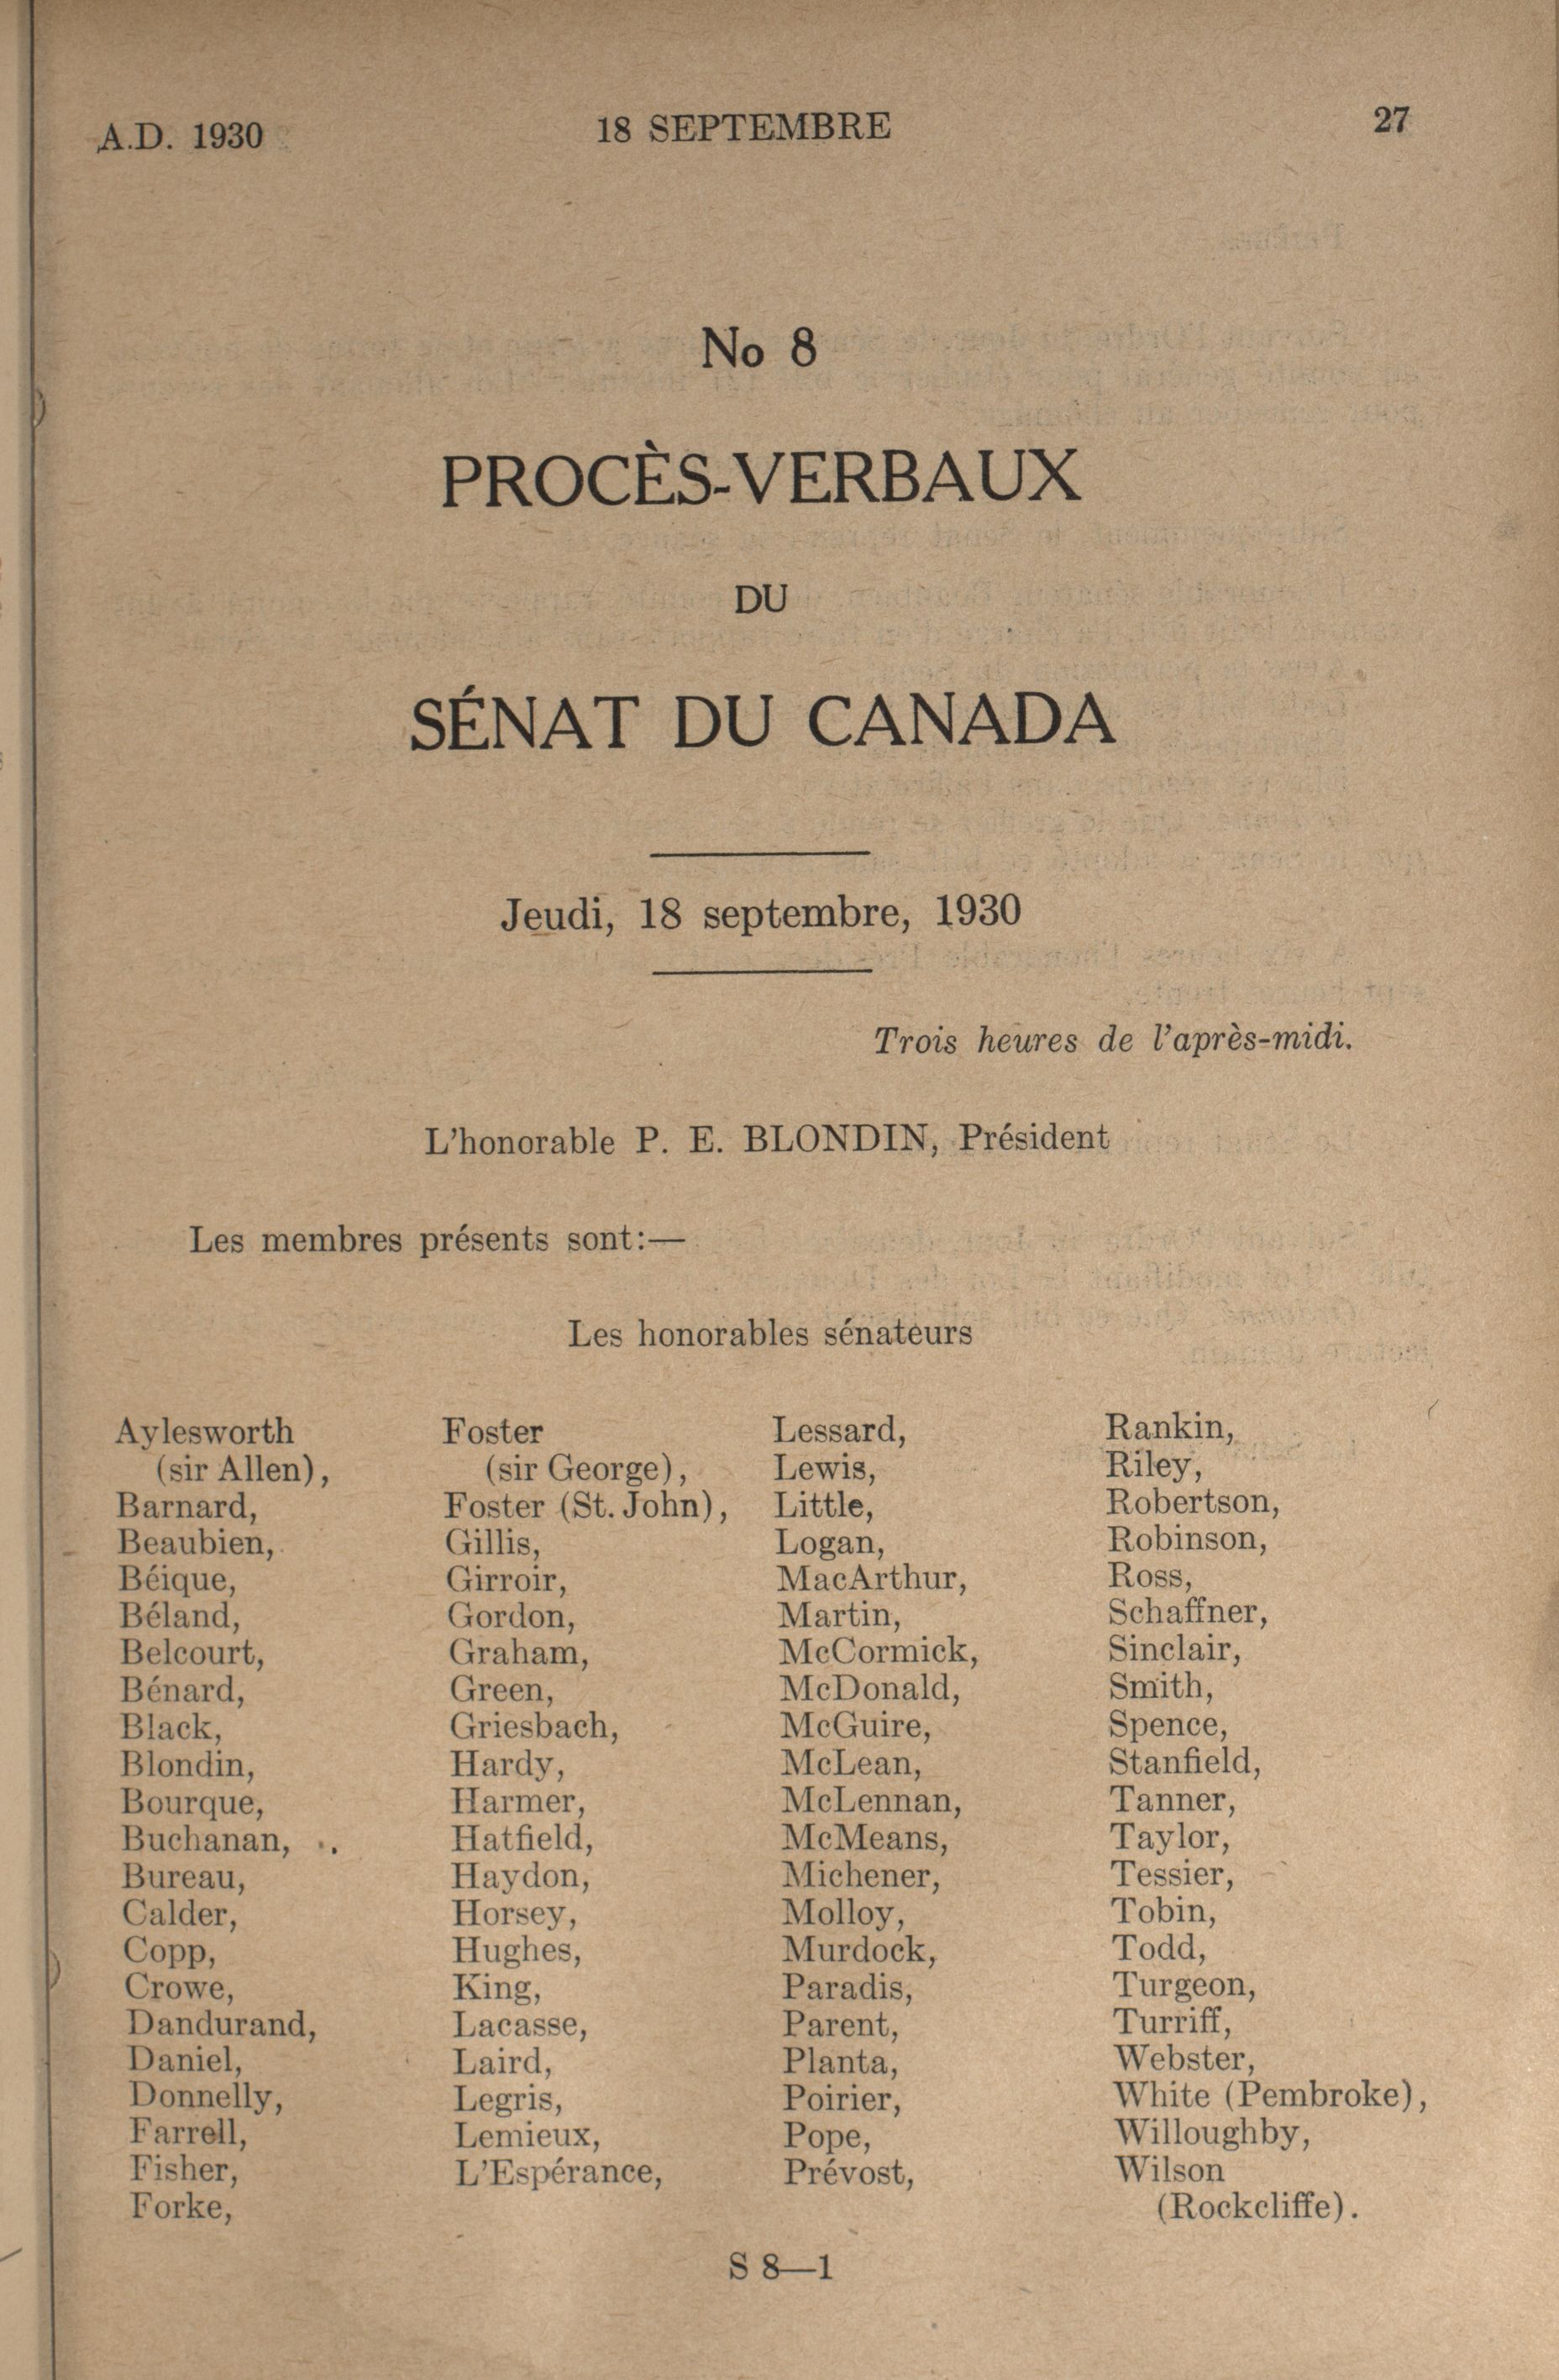 A.D. 1930
18 SEPTEMBRE
27
No 8
PROCÈS-VERBAUX
DU
SÉNAT DU CANADA
Jeudi, 18 septembre, 1930
Trois heures de l'après-midi.
L'honorable P. E. BLONDIN, Président
Les membres présents sont:—
Les honorables sénateurs
Aylesworth
(sir Allen),
Barnard,
Beaubien,
Béique,
Béland,
Belcourt,
Bénard,
Black,
Blondin,
Bourque,
Buchanan,
Bureau,
Calder,
Copp,
Crowe,
Dandurand,
Daniel,
Donnelly,
Farrell,
Fisher,
Forke,
Foster
(sir George),
Foster (St. John),
Gillis,
Girroir,
Gordon,
Graham,
Green,
Griesbach,
Hardy,
Harmer,
Hatfield,
Haydon,
Horsey,
Hughes,
King,
Lacasse,
Laird,
Legris,
Lemieux,
L'Espérance,
Lessard,
Lewis,
Little,
Logan,
MacArthur,
Martin,
McCormick,
McDonald,
McGuire,
McLean,
McLennan,
McMeans,
Michener,
Molloy,
Murdock,
Paradis,
Parent,
Planta,
Poirier,
Pope,
Prévost,
Rankin,
Riley,
Robertson,
Robinson,
Ross,
Schaffner,
Sinclair,
Smith,
Spence,
Stanfield,
Tanner,
Taylor,
Tessier,
Tobin,
Todd,
Turgeon,
Turriff,
Webster,
White (Pembroke),
Willoughby,
Wilson
(Rockcliffe).
S 8—1